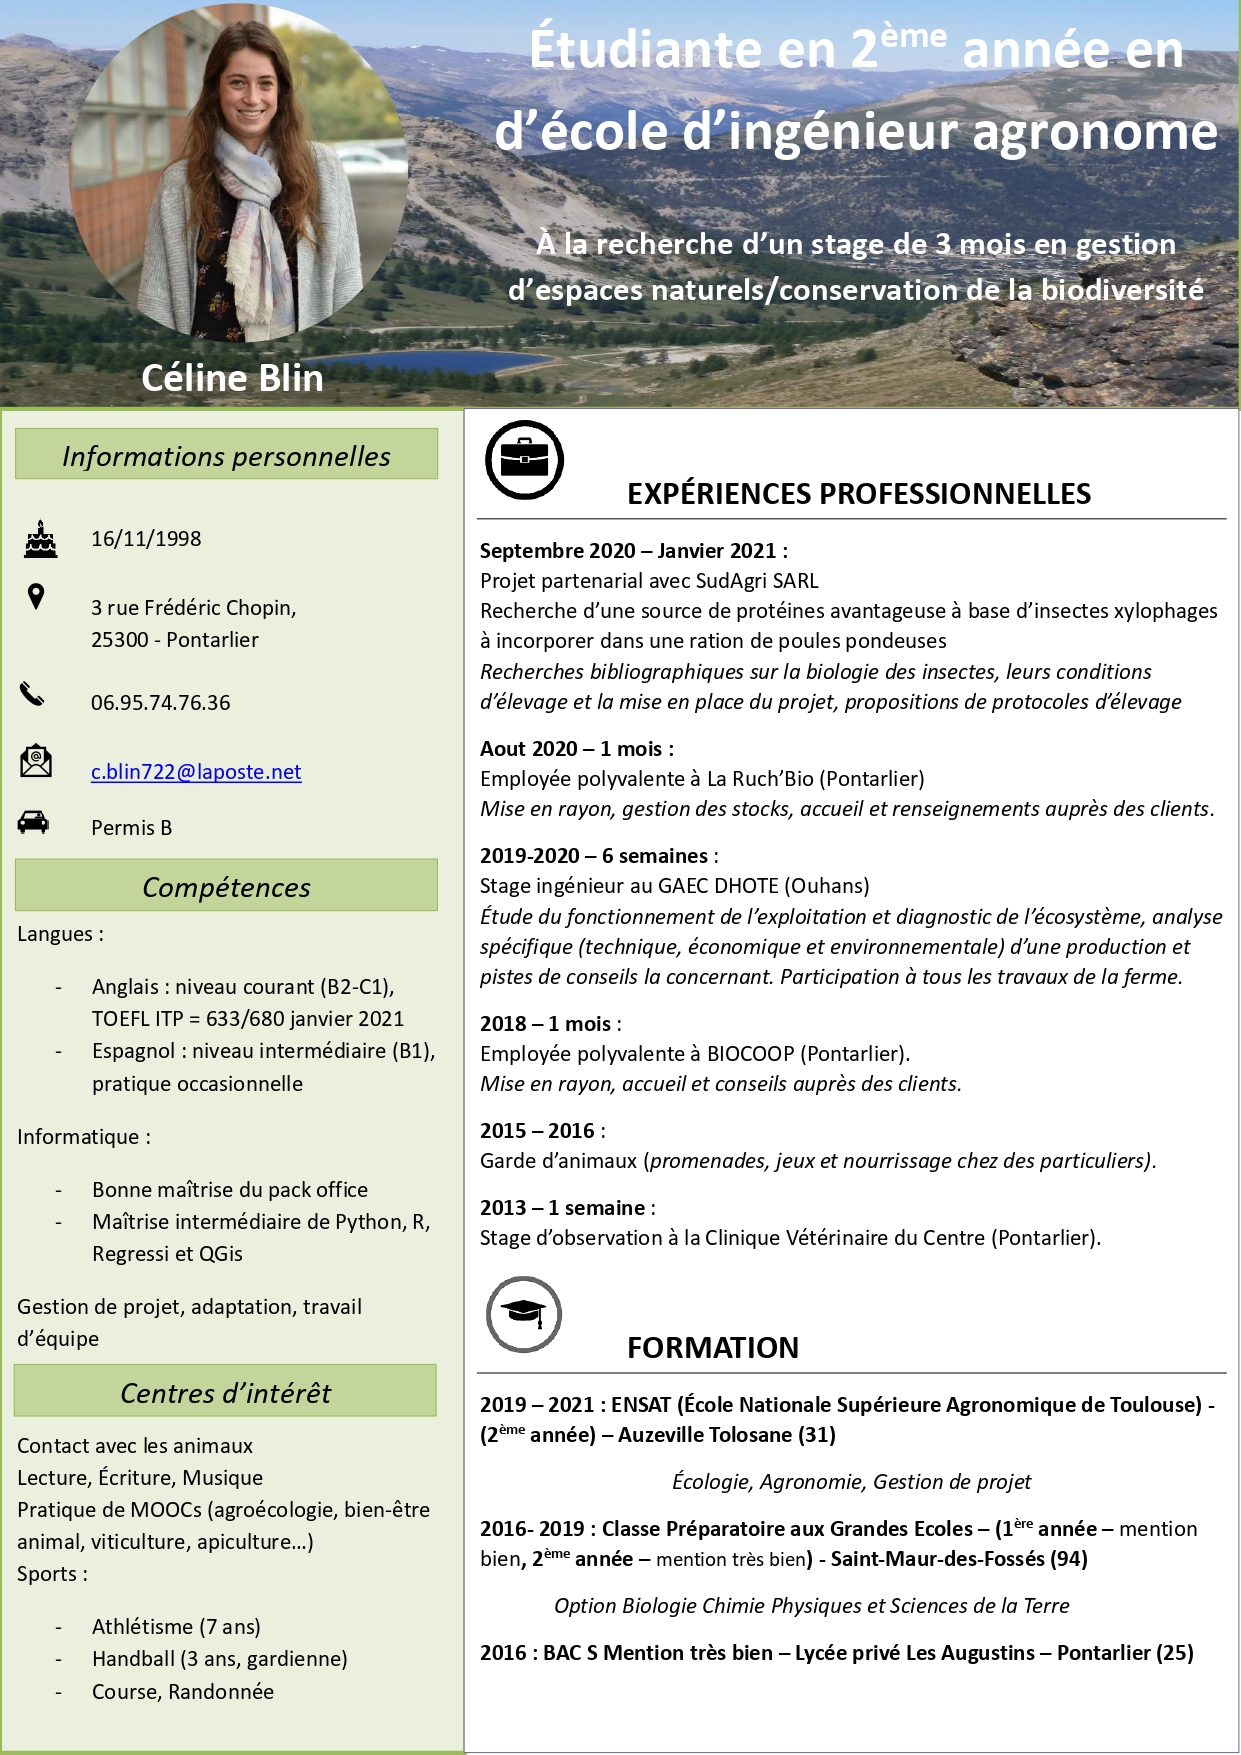 Étudiante en 2ème année en
d’école d’ingénieur agronome
À la recherche d’un stage de 3 mois en gestion
d’espaces naturels/conservation de la biodiversité
Céline Blin
Informations personnelles
16/11/1998
3 rue Frédéric Chopin,
25300 - Pontarlier
06.95.74.76.36
c.blin722@laposte.net
Permis B
Compétences
Langues :
- Anglais : niveau courant (B2-C1),
TOEFL ITP = 633/680 janvier 2021
- Espagnol : niveau intermédiaire (B1),
pratique occasionnelle
Informatique :
- Bonne maîtrise du pack office
- Maîtrise intermédiaire de Python, R,
Regressi et QGis
Gestion de projet, adaptation, travail
d’équipe
Centres d’intérêt
Contact avec les animaux
Lecture, Écriture, Musique
Pratique de MOOCs (agroécologie, bien-être
animal, viticulture, apiculture…)
Sports :
- Athlétisme (7 ans)
- Handball (3 ans, gardienne)
- Course, Randonnée
EXPÉRIENCES PROFESSIONNELLES
Septembre 2020 – Janvier 2021 :
Projet partenarial avec SudAgri SARL
Recherche d’une source de protéines avantageuse à base d’insectes xylophages
à incorporer dans une ration de poules pondeuses
Recherches bibliographiques sur la biologie des insectes, leurs conditions
d’élevage et la mise en place du projet, propositions de protocoles d’élevage
Aout 2020 – 1 mois :
Employée polyvalente à La Ruch’Bio (Pontarlier)
Mise en rayon, gestion des stocks, accueil et renseignements auprès des clients.
2019-2020 – 6 semaines :
Stage ingénieur au GAEC DHOTE (Ouhans)
Étude du fonctionnement de l’exploitation et diagnostic de l’écosystème, analyse
spécifique (technique, économique et environnementale) d’une production et
pistes de conseils la concernant. Participation à tous les travaux de la ferme.
2018 – 1 mois :
Employée polyvalente à BIOCOOP (Pontarlier).
Mise en rayon, accueil et conseils auprès des clients.
2015 – 2016 :
Garde d’animaux (promenades, jeux et nourrissage chez des particuliers).
2013 – 1 semaine :
Stage d’observation à la Clinique Vétérinaire du Centre (Pontarlier).
FORMATION
2019 – 2021 : ENSAT (École Nationale Supérieure Agronomique de Toulouse) -
(2ème année) – Auzeville Tolosane (31)
Écologie, Agronomie, Gestion de projet
2016- 2019 : Classe Préparatoire aux Grandes Ecoles – (1ère année – mention
bien, 2ème année – mention très bien) - Saint-Maur-des-Fossés (94)
Option Biologie Chimie Physiques et Sciences de la Terre
2016 : BAC S Mention très bien – Lycée privé Les Augustins – Pontarlier (25)